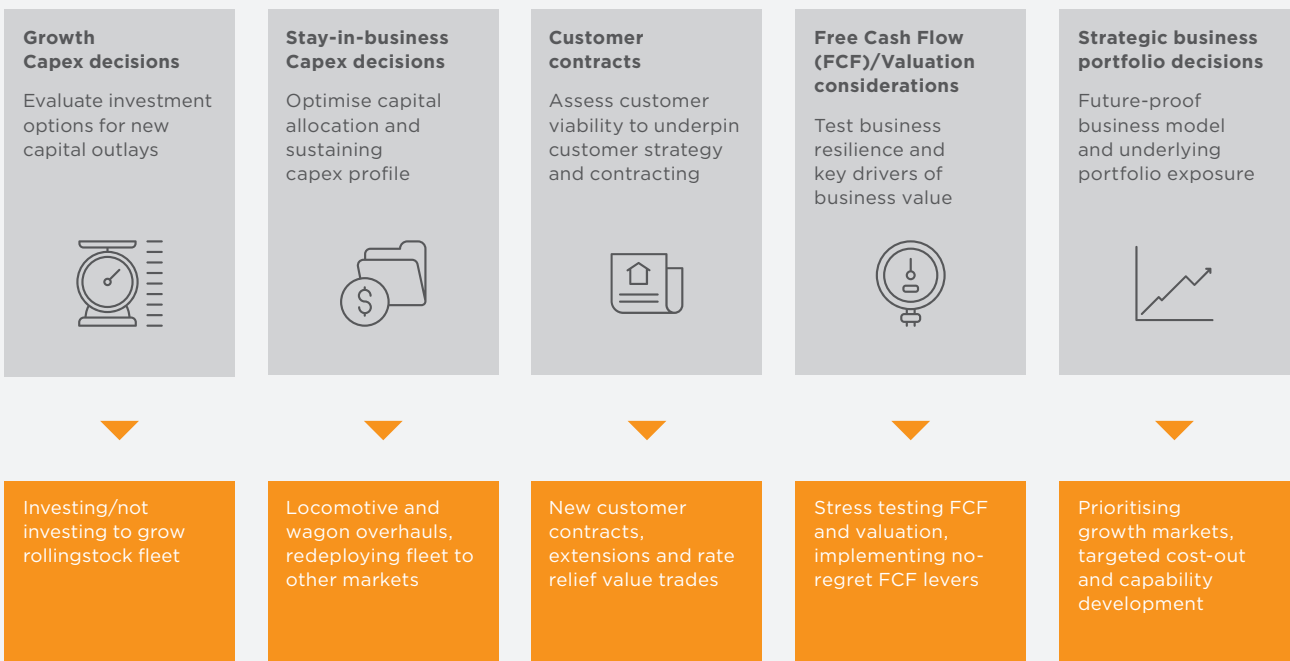 Growth
Capex decisions
Evaluate investment
options for new
capital outlays
Stay-in-business
Capex decisions
Optimise capital
allocation and
sustaining
capex profile
Customer
contracts
Assess customer
viability to underpin
customer strategy
and contracting
Free Cash Flow
(FCF)/Valuation
considerations
Test business
resilience and
key drivers of
business value
Strategic business
portfolio decisions
Future-proof
business model
and underlying
portfolio exposure
$
Investing/not
investing to grow
rollingstock fleet
Locomotive and
wagon overhauls,
redeploying fleet to
other markets
New customer
contracts,
extensions and rate
relief value trades
Stress testing FCF
and valuation,
implementing no-
regret FCF levers
Prioritising
growth markets,
targeted cost-out
and capability
development